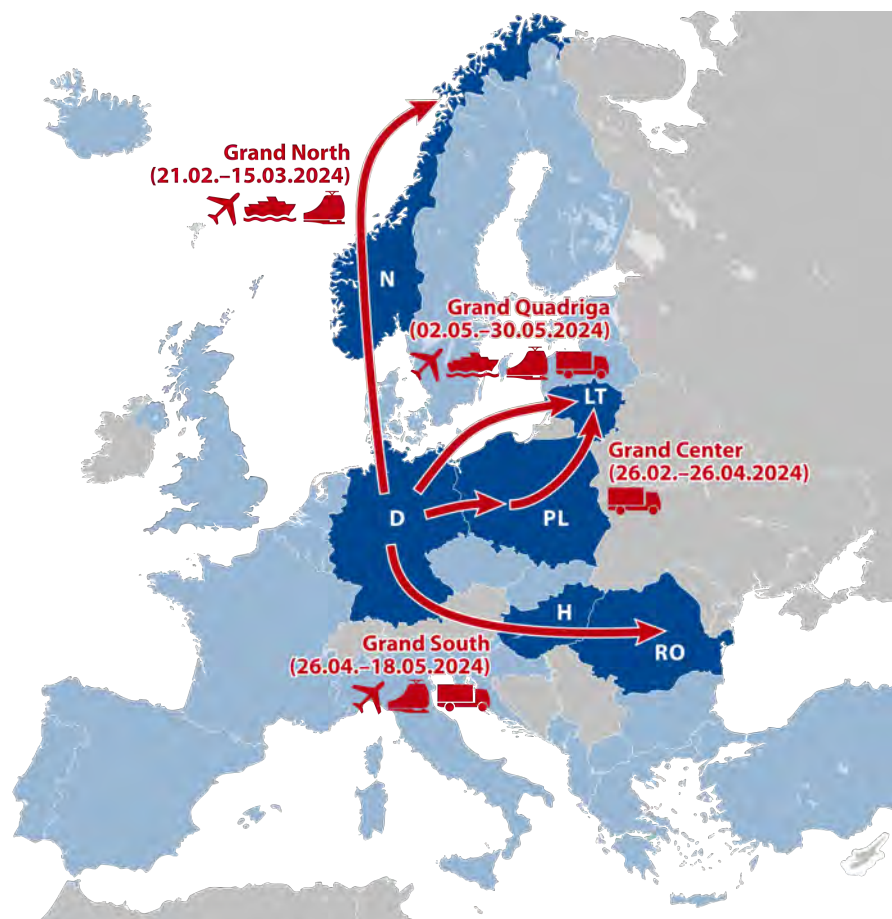 Grand North
(21.02.–15.03.2024)
N
Grand Quadriga
(02.05.–30.05.2024)
LT
Grand Center
(26.02.–26.04.2024)
D
PL
H
Grand South
(26.04.–18.05.2024)
RO